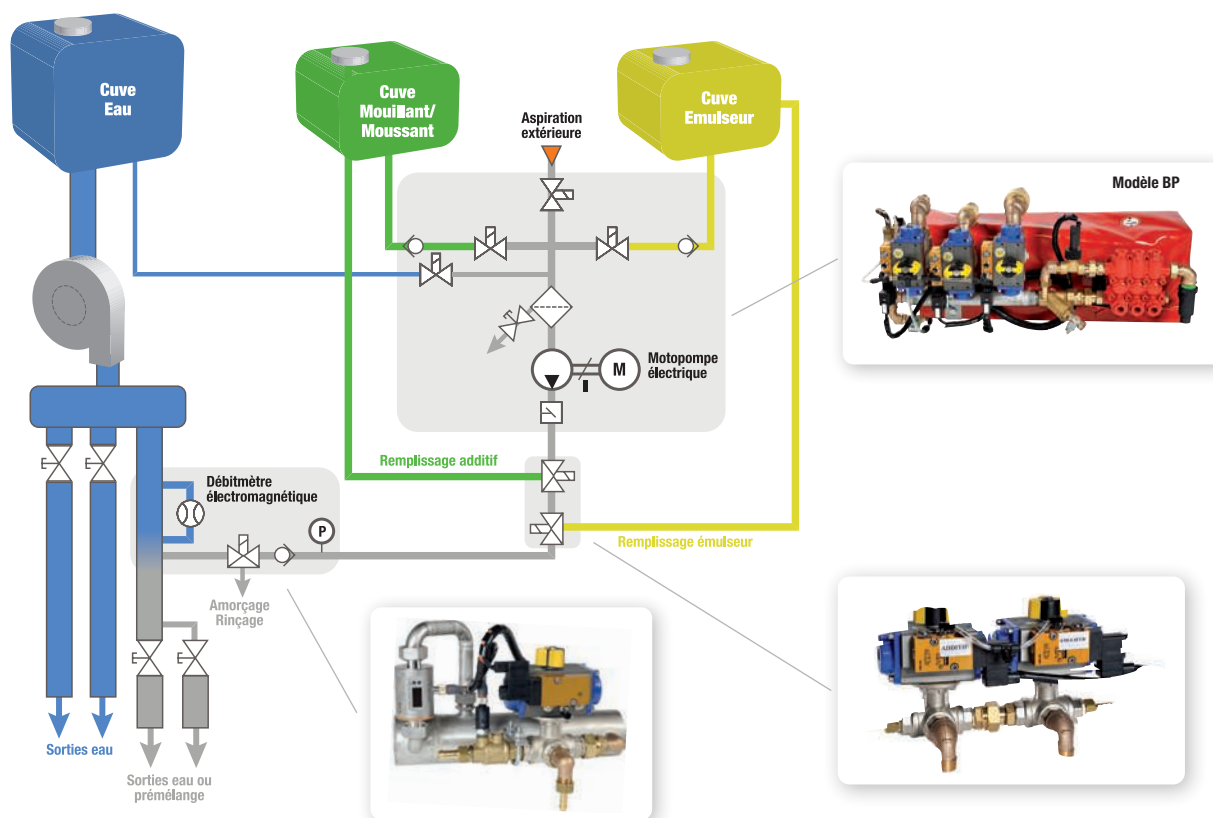 Cuve
Eau
Cuve
Mouillant/
Moussant
Cuve
Emulseur
Aspiration
extérieure
Modèle BP
Motopompe
électrique
M
Remplissage additif
Débitmètre
électromagnétique
P
Remplissage émulseur
Amorçage
Rinçage
ADDITIF
Sorties eau
Sorties eau ou
prémélange